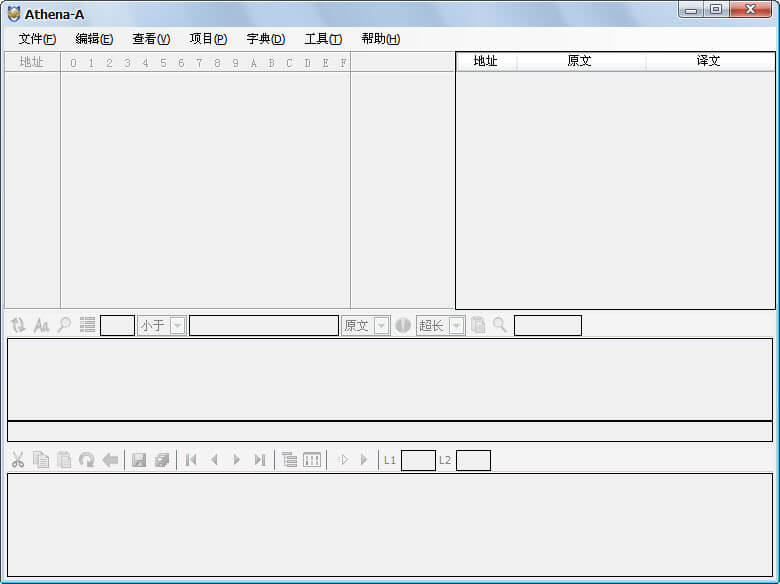 Athena-A
文件(F) 编辑(E) 查看(V) 项目(P) 字典(D) 工具(T) 帮助(H)
地址 0 1 2 3 4 5 6 7 8 9 A B C D E F
地址 原文 译文
Aa 小于 原文 超长
L1 L2